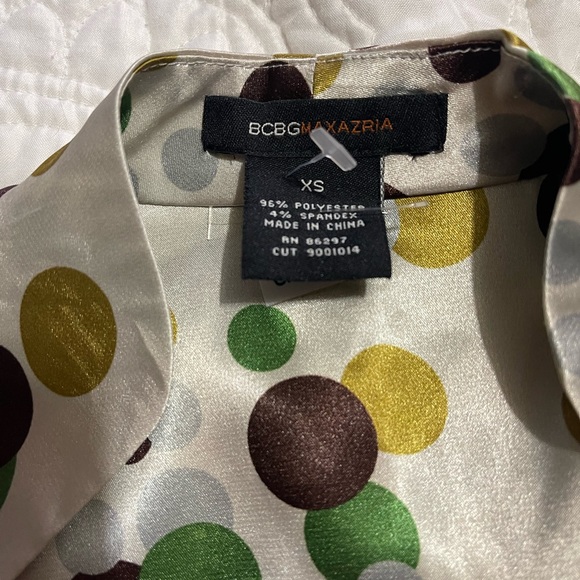 BCBGMAXAZRIA
XS
96% POLYESTER
4% SPANDEX
MADE IN CHINA
RN 86297
CUT 9001014